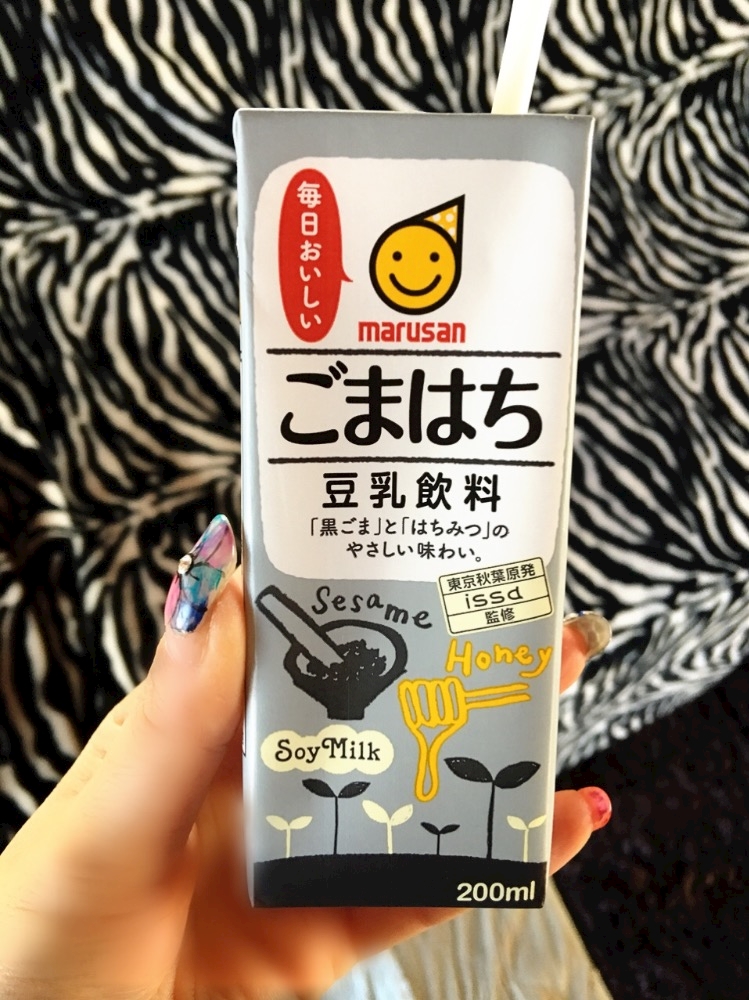 毎日おいしい
marusan
ごまはち
豆乳飲料
「黒ごま」と「はちみつ」の
やさしい味わい。
東京秋葉原発
issa
監修
Sesame
Honey
SoyMilk
200ml